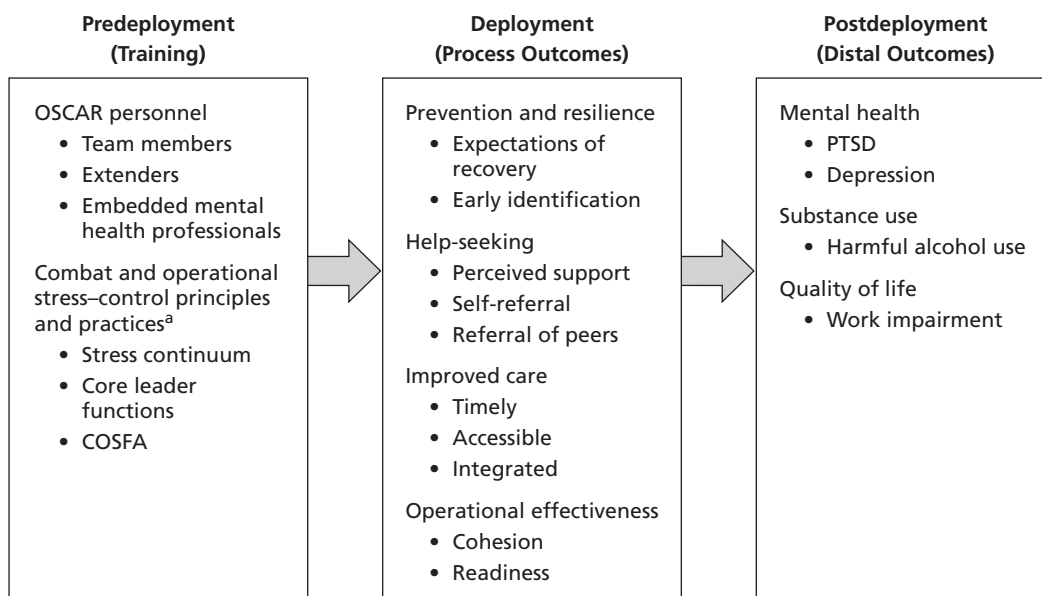 Predeployment
(Training)
OSCAR personnel
• Team members
• Extenders
• Embedded mental
health professionals
Combat and operational
stress–control principles
and practicesa
• Stress continuum
• Core leader
functions
• COSFA
Deployment
(Process Outcomes)
Prevention and resilience
• Expectations of
recovery
• Early identification
Help-seeking
• Perceived support
• Self-referral
• Referral of peers
Improved care
• Timely
• Accessible
• Integrated
Operational effectiveness
• Cohesion
• Readiness
Postdeployment
(Distal Outcomes)
Mental health
• PTSD
• Depression
Substance use
• Harmful alcohol use
Quality of life
• Work impairment